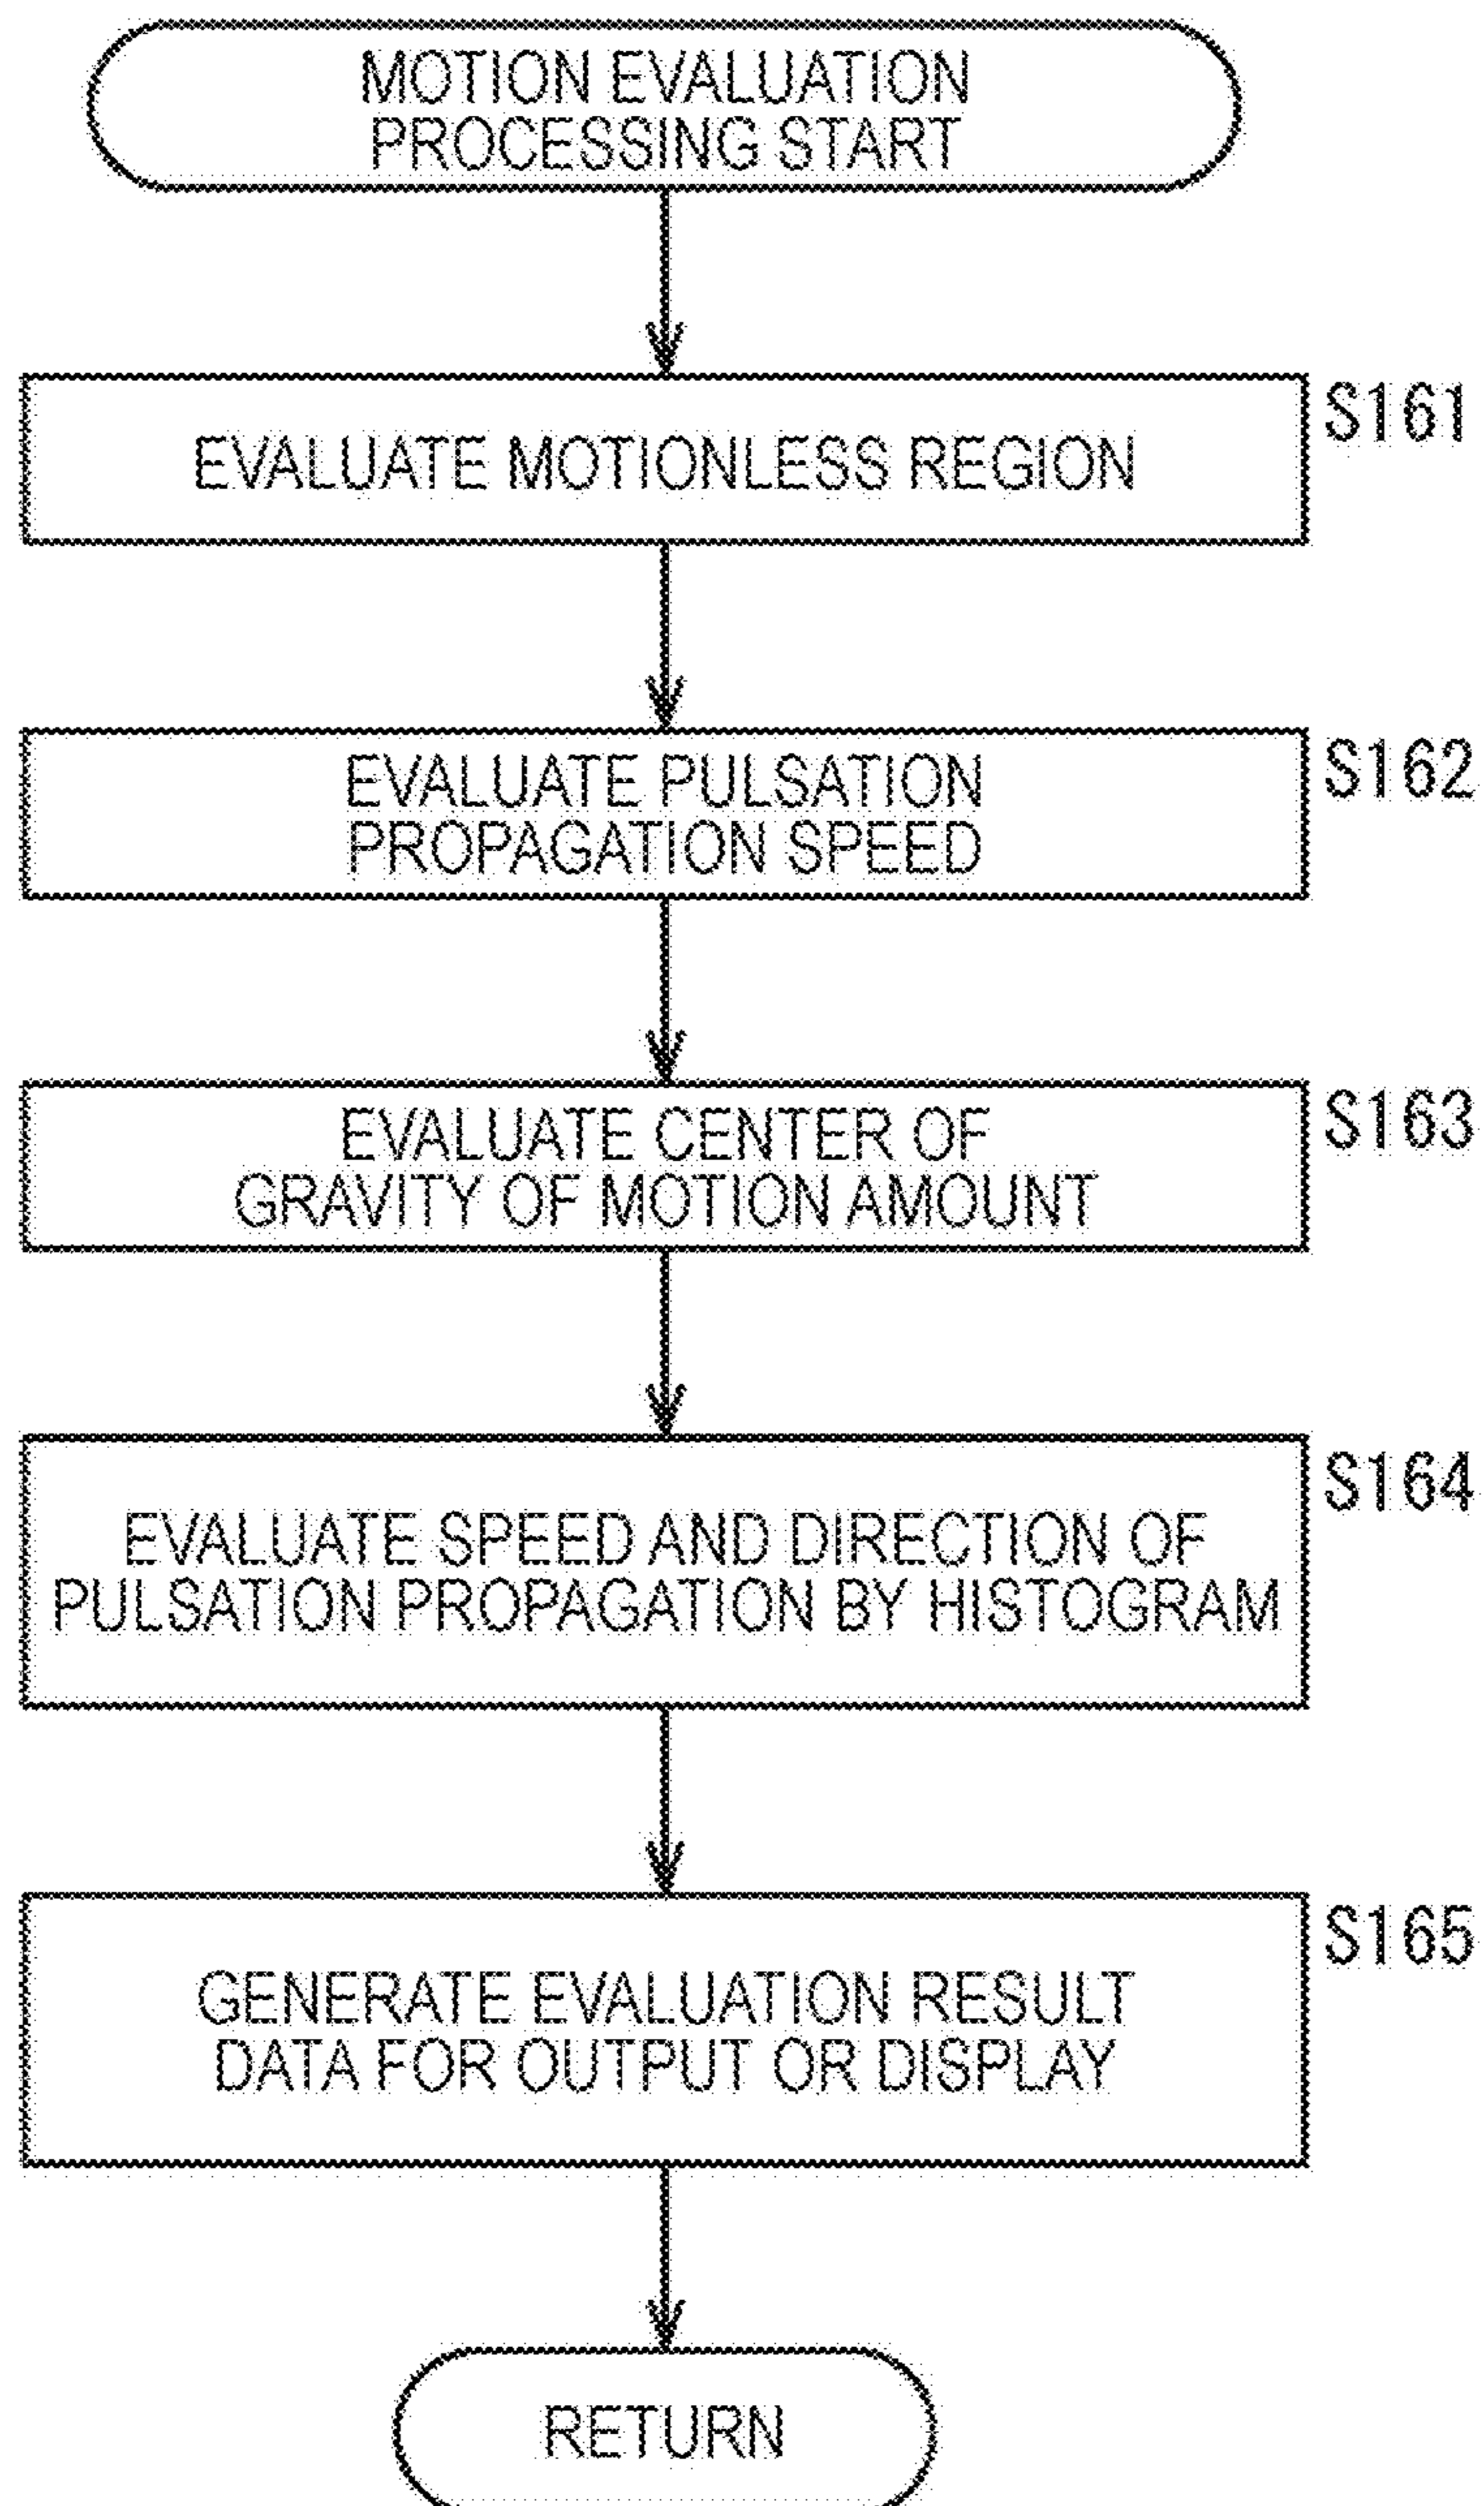 MOTION EVALUATION
PROCESSING START
S161
EVALUATE MOTIONLESS REGION
S162
EVALUATE PULSATION
PROPAGATION SPEED
S163
EVALUATE CENTER OF
GRAVITY OF MOTION AMOUNT
S164
EVALUATE SPEED AND DIRECTION OF
PULSATION PROPAGATION BY HISTOGRAM
S165
GENERATE EVALUATION RESULT
DATA FOR OUTPUT OR DISPLAY
RETURN